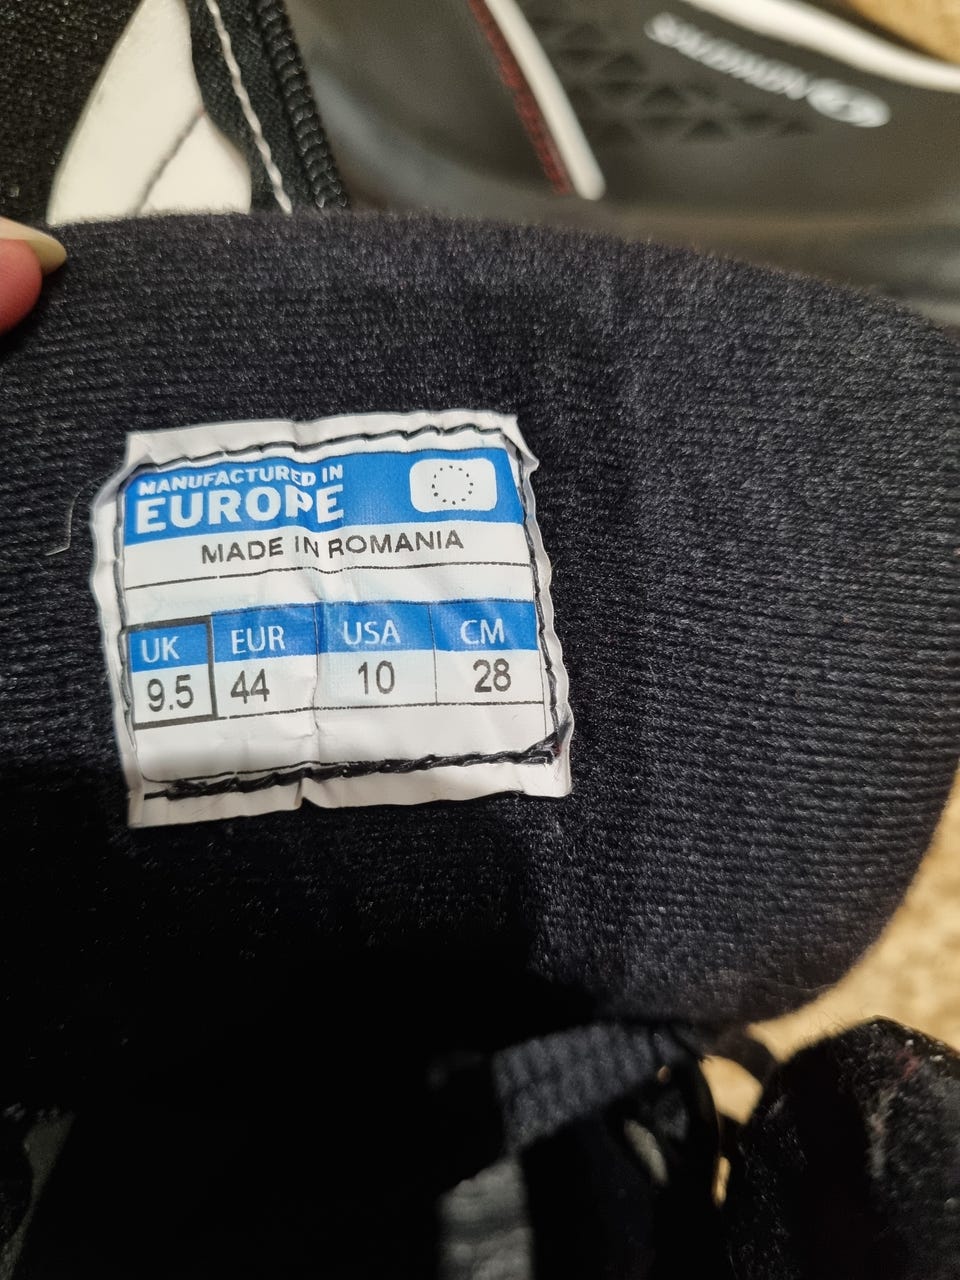 MANUFACTURED IN
EUROPE
MADE IN ROMANIA
UK EUR USA CM
9.5 44 10 28